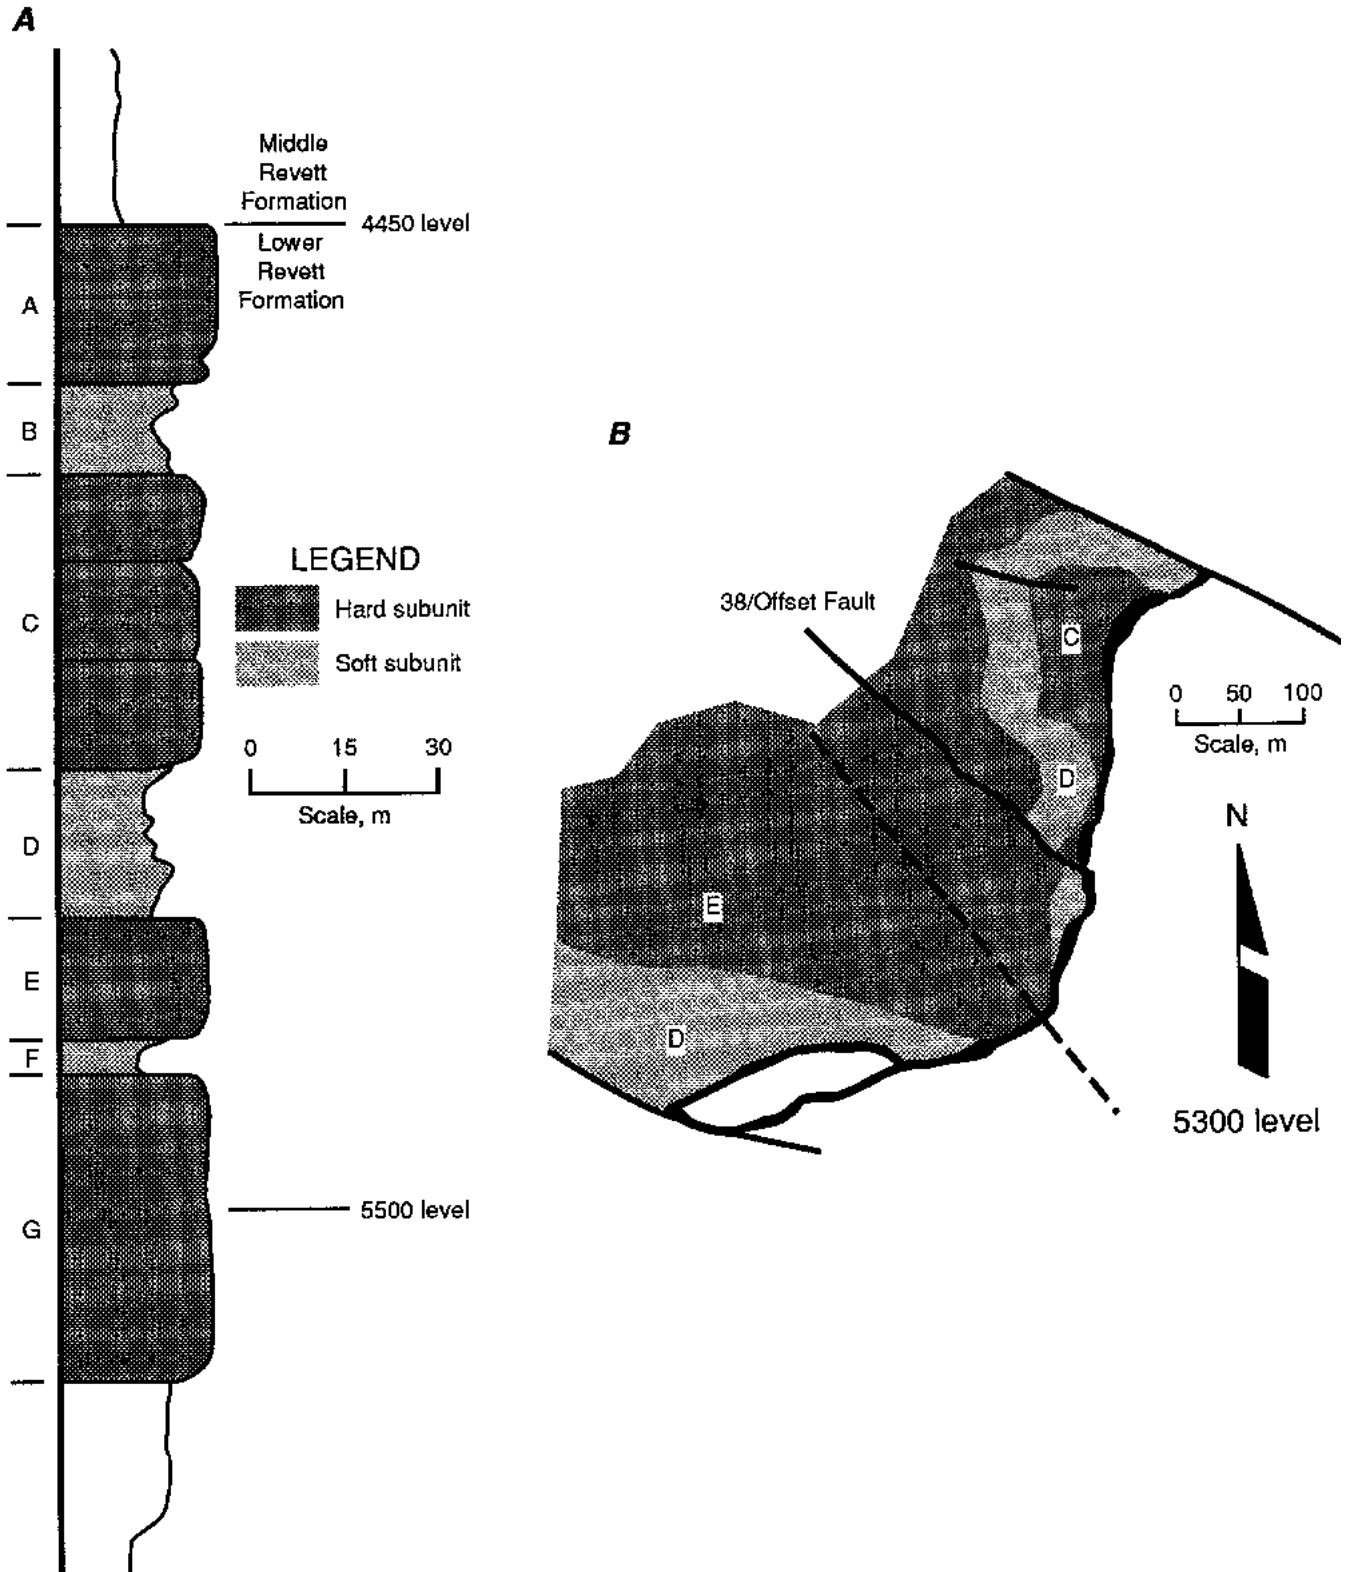 A
Middle
Revett
Formation
4450 level
Lower
Revett
Formation
A
B
C
D
E
F
G
LEGEND
Hard subunit
Soft subunit
0 15 30
Scale, m
5500 level
B
38/Offset Fault
C
D
E
D
0 50 100
Scale, m
N
5300 level